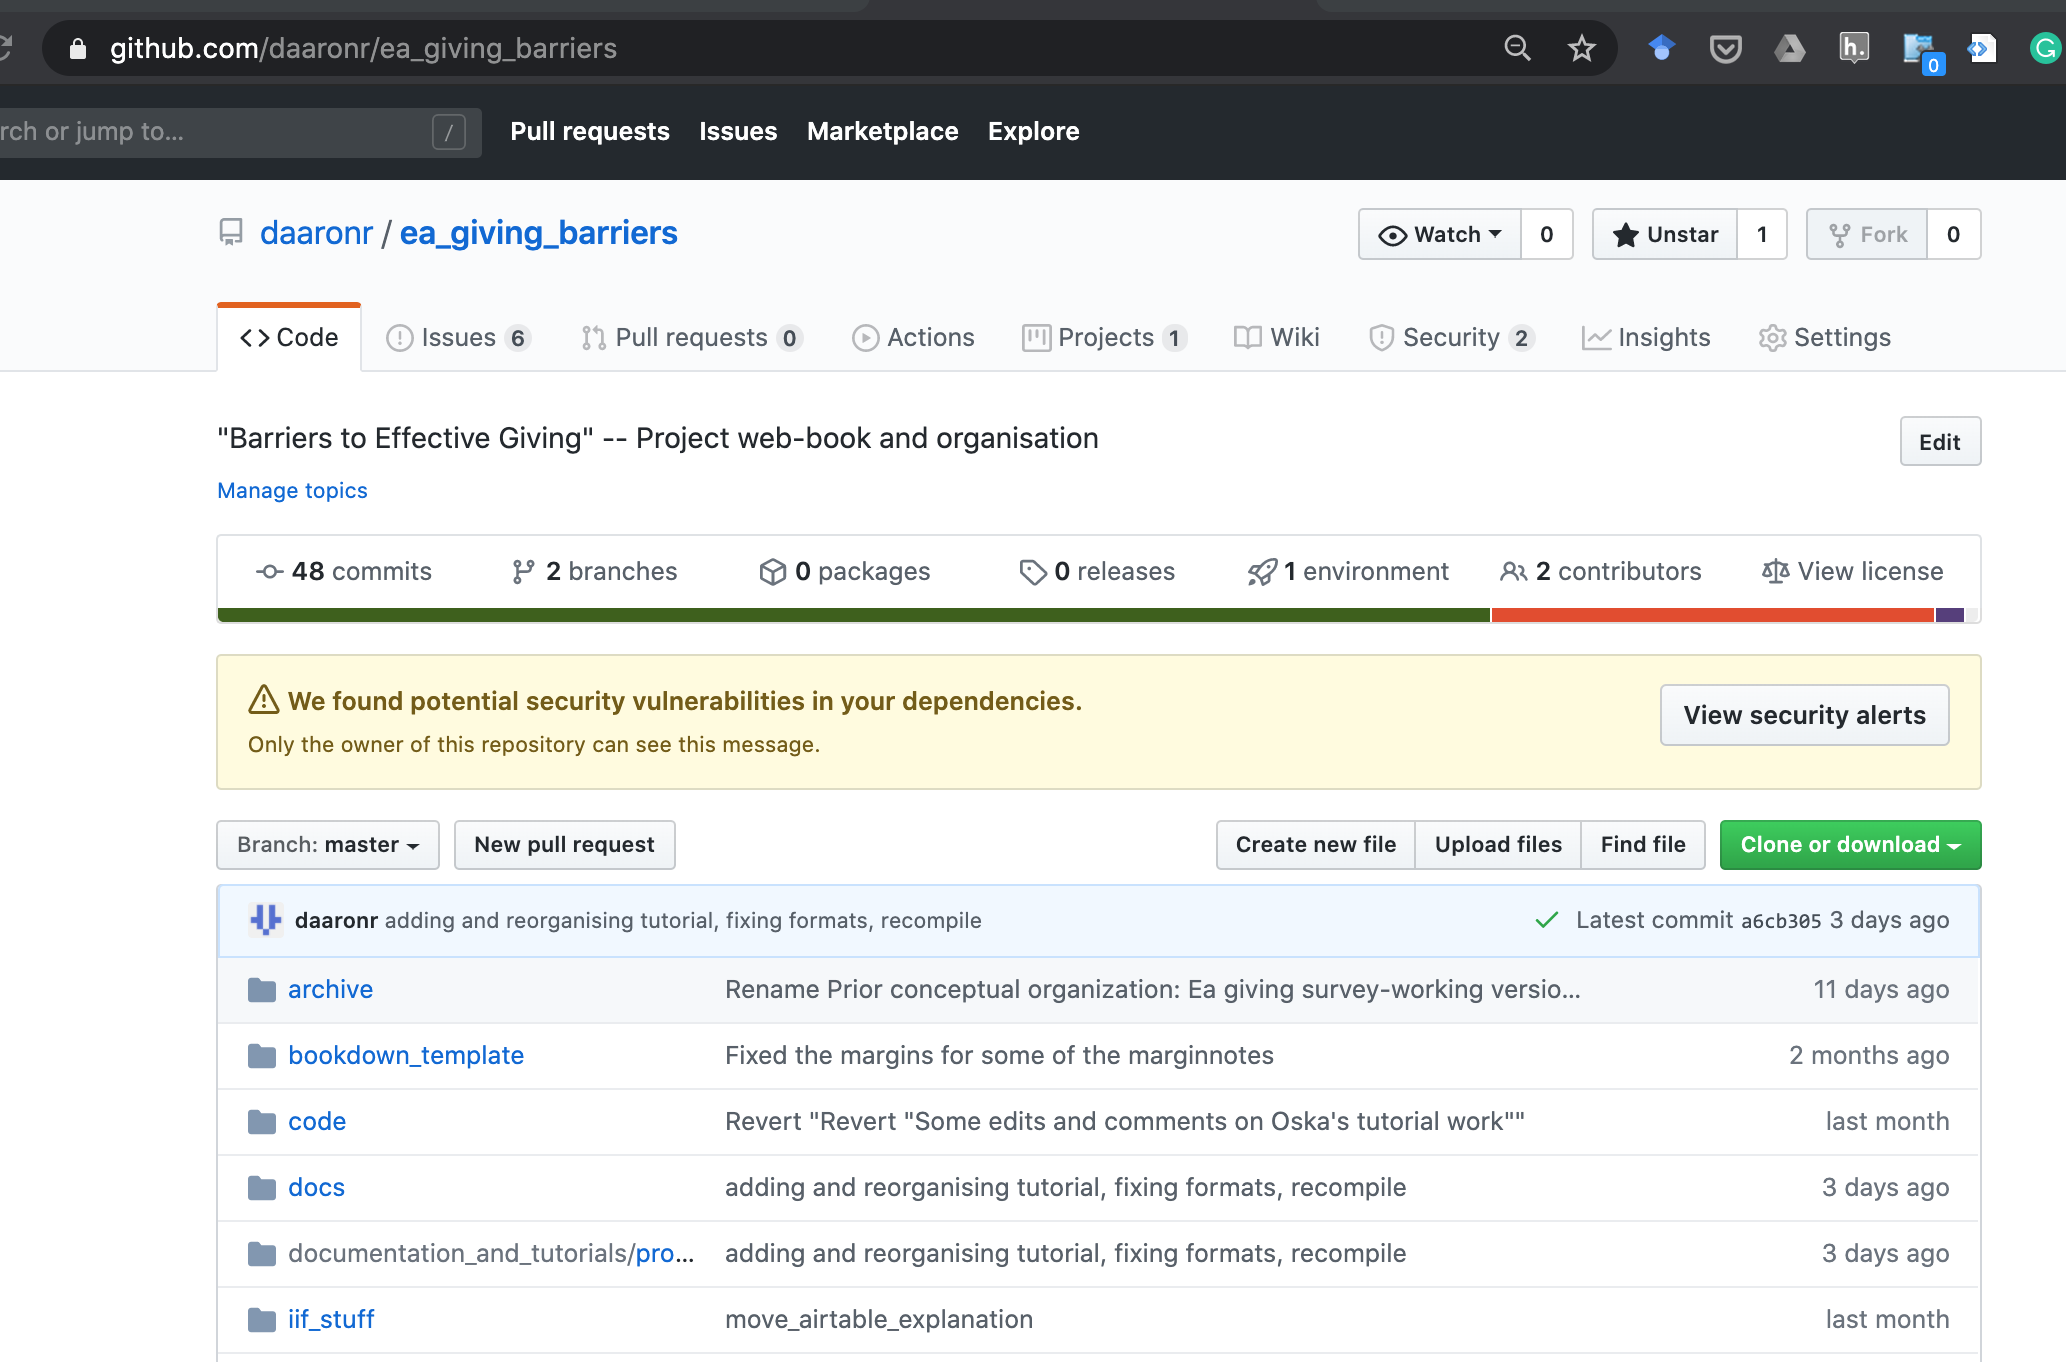 github.com/daaronr/ea_giving_barriers
h.
0
G
rch or jump to...
/
Pull requests
Issues
Marketplace
Explore
daaronr / ea_giving_barriers
Watch 0
Unstar 1
Fork 0
Code
Issues 6
Pull requests 0
Actions
Projects 1
Wiki
Security 2
Insights
Settings
"Barriers to Effective Giving" -- Project web-book and organisation
Edit
Manage topics
48 commits
2 branches
0 packages
0 releases
1 environment
2 contributors
View license
We found potential security vulnerabilities in your dependencies.
Only the owner of this repository can see this message.
View security alerts
Branch: master
New pull request
Create new file
Upload files
Find file
Clone or download
daaronr adding and reorganising tutorial, fixing formats, recompile
Latest commit a6cb305 3 days ago
archive
Rename Prior conceptual organization: Ea giving survey-working versio...
11 days ago
bookdown_template
Fixed the margins for some of the marginnotes
2 months ago
code
Revert "Revert "Some edits and comments on Oska's tutorial work""
last month
docs
adding and reorganising tutorial, fixing formats, recompile
3 days ago
documentation_and_tutorials/pro...
adding and reorganising tutorial, fixing formats, recompile
3 days ago
iif_stuff
move_airtable_explanation
last month